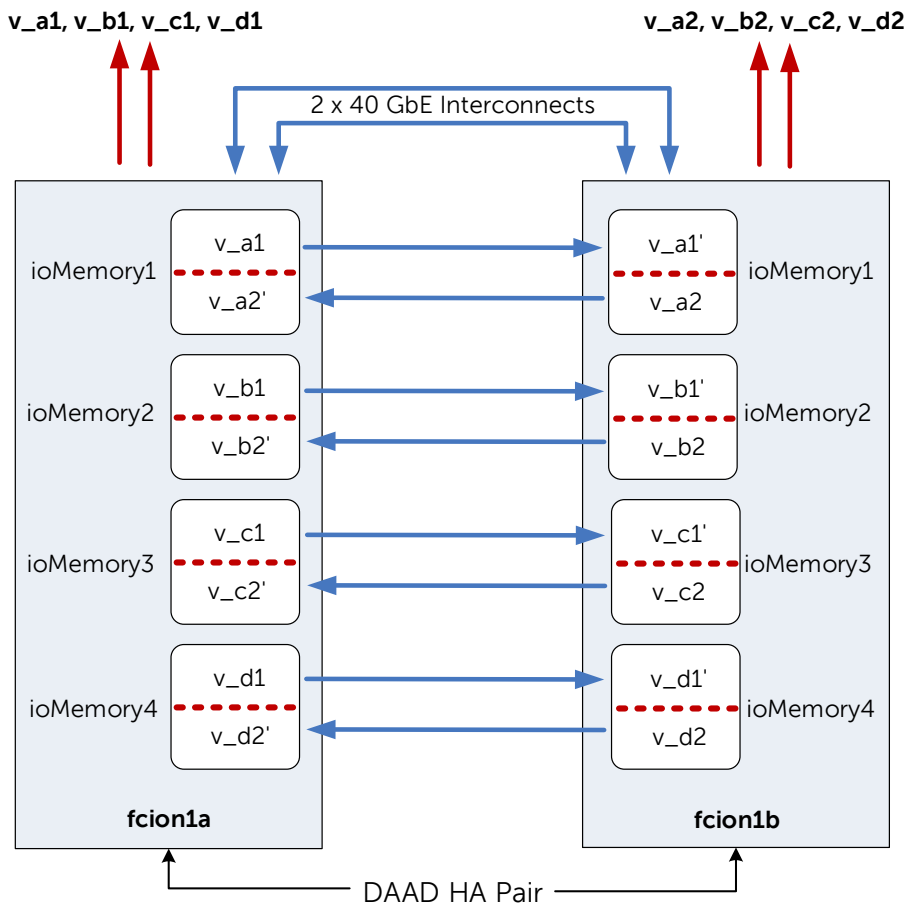 v_a1, v_b1, v_c1, v_d1
v_a2, v_b2, v_c2, v_d2
2 x 40 GbE Interconnects
ioMemory1
v_a1
v_a2'
v_a1'
v_a2
ioMemory1
ioMemory2
v_b1
v_b2'
v_b1'
v_b2
ioMemory2
ioMemory3
v_c1
v_c2'
v_c1'
v_c2
ioMemory3
ioMemory4
v_d1
v_d2'
v_d1'
v_d2
ioMemory4
fcion1a
fcion1b
DAAD HA Pair